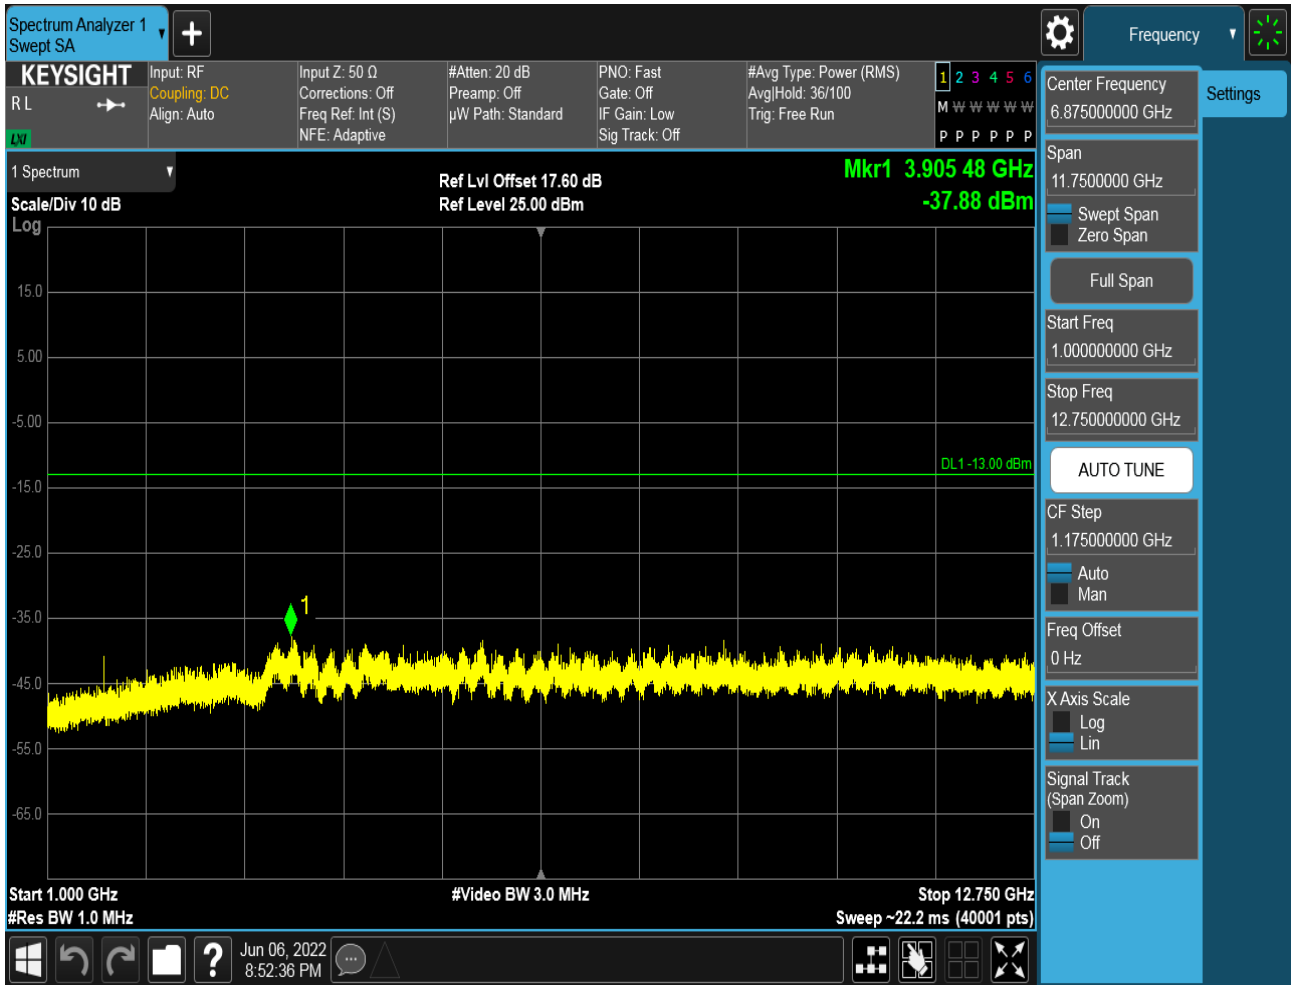 Spectrum Analyzer 1
Swept SA
Frequency
KEYSIGHT
R L
LXI
Input: RF
Coupling: DC
Align: Auto
Input Z: 50 Ω
Corrections: Off
Freq Ref: Int (S)
NFE: Adaptive
#Atten: 20 dB
Preamp: Off
µW Path: Standard
PNO: Fast
Gate: Off
IF Gain: Low
Sig Track: Off
#Avg Type: Power (RMS)
Avg|Hold: 36/100
Trig: Free Run
1 2 3 4 5 6
M W W W W W
P P P P P P
1 Spectrum
Scale/Div 10 dB
Log
Ref Lvl Offset 17.60 dB
Ref Level 25.00 dBm
Mkr1 3.905 48 GHz
-37.88 dBm
15.0
5.00
-5.00
-15.0
-25.0
-35.0
-45.0
-55.0
-65.0
DL1 -13.00 dBm
1
Start 1.000 GHz
#Res BW 1.0 MHz
#Video BW 3.0 MHz
Stop 12.750 GHz
Sweep ~22.2 ms (40001 pts)
?
Jun 06, 2022
8:52:36 PM
Settings
Center Frequency
6.875000000 GHz
Span
11.7500000 GHz
Swept Span
Zero Span
Full Span
Start Freq
1.000000000 GHz
Stop Freq
12.750000000 GHz
AUTO TUNE
CF Step
1.175000000 GHz
Auto
Man
Freq Offset
0 Hz
X Axis Scale
Log
Lin
Signal Track
(Span Zoom)
On
Off